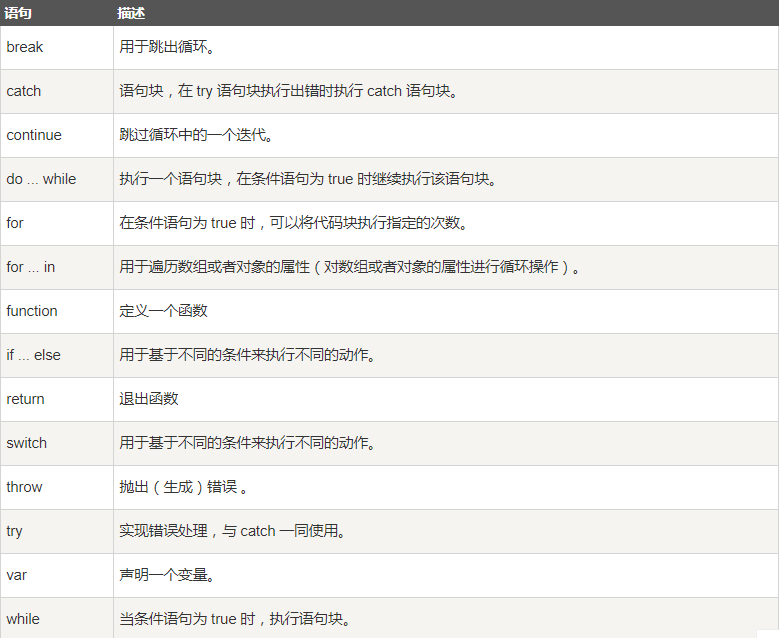 语句 描述
break 用于跳出循环。
catch 语句块，在 try 语句块执行出错时执行 catch 语句块。
continue 跳过循环中的一个迭代。
do ... while 执行一个语句块，在条件语句为 true 时继续执行该语句块。
for 在条件语句为 true 时，可以将代码块执行指定的次数。
for ... in 用于遍历数组或者对象的属性（对数组或者对象的属性进行循环操作）。
function 定义一个函数
if ... else 用于基于不同的条件来执行不同的动作。
return 退出函数
switch 用于基于不同的条件来执行不同的动作。
throw 抛出（生成）错误 。
try 实现错误处理，与 catch 一同使用。
var 声明一个变量。
while 当条件语句为 true 时，执行语句块。